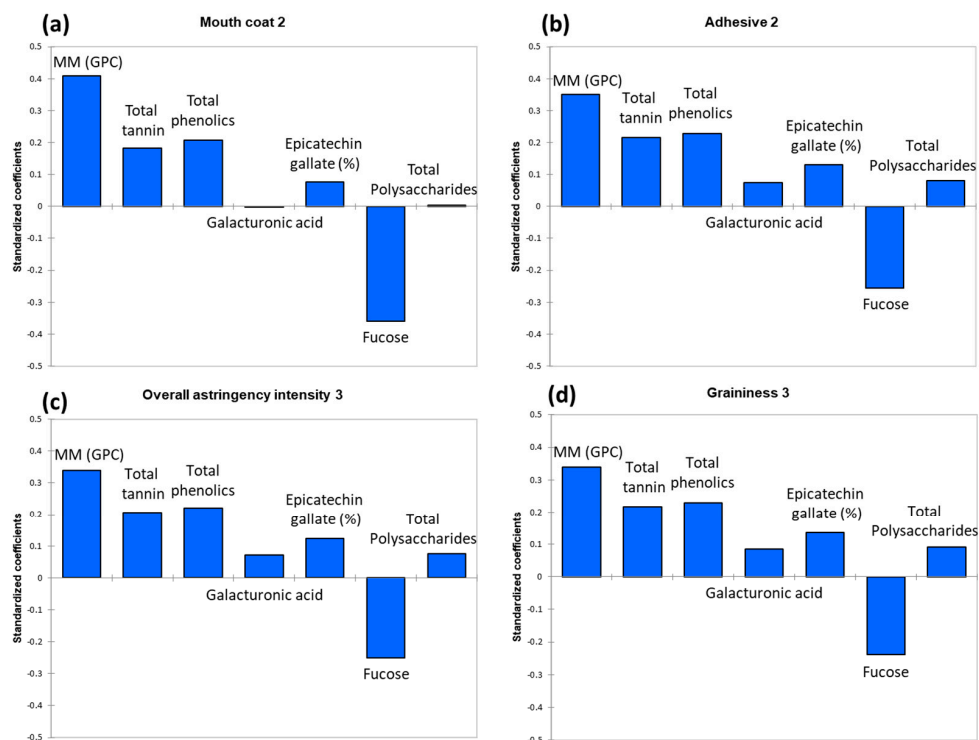 (a)
Mouth coat 2
0.5
0.4
0.3
0.2
0.1
0
-0.1
-0.2
-0.3
-0.4
-0.5
Standardized coefficients
MM (GPC)
Total
tannin
Total
phenolics
Galacturonic acid
Epicatechin
gallate (%)
Fucose
Total
Polysaccharides
(b)
Adhesive 2
0.5
0.4
0.3
0.2
0.1
0
-0.1
-0.2
-0.3
-0.4
-0.5
Standardized coefficients
MM (GPC)
Total
tannin
Total
phenolics
Galacturonic acid
Epicatechin
gallate (%)
Fucose
Total
Polysaccharides
(c)
Overall astringency intensity 3
0.5
0.4
0.3
0.2
0.1
0
-0.1
-0.2
-0.3
-0.4
-0.5
Standardized coefficients
MM (GPC)
Total
tannin
Total
phenolics
Galacturonic acid
Epicatechin
gallate (%)
Fucose
Total
Polysaccharides
(d)
Graininess 3
0.5
0.4
0.3
0.2
0.1
0
-0.1
-0.2
-0.3
-0.4
-0.5
Standardized coefficients
MM (GPC)
Total
tannin
Total
phenolics
Galacturonic acid
Epicatechin
gallate (%)
Fucose
Total
Polysaccharides